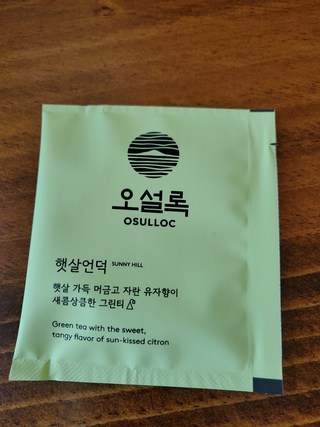 오설록
OSULLOC
햇살언덕 SUNNY HILL
햇살 가득 머금고 자란 유자향이
새콤상큼한 그린티
Green tea with the sweet,
tangy flavor of sun-kissed citron